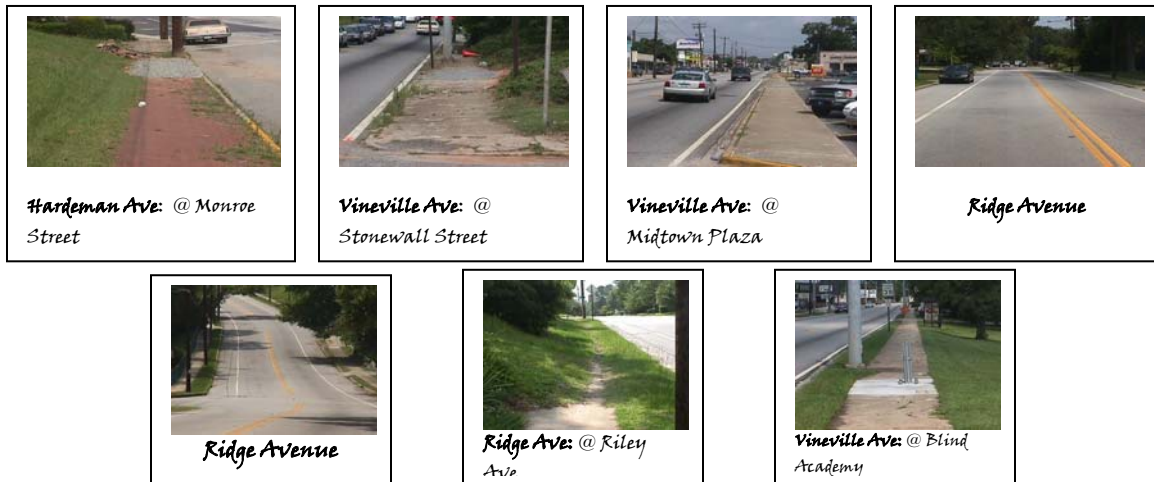 Hardeman Ave: @ Monroe
Street
Vineville Ave: @
Stonewall Street
Vineville Ave: @
Midtown Plaza
Ridge Avenue
Ridge Avenue
Ridge Ave: @ Riley
Ave
Vineville Ave: @ Blind
Academy